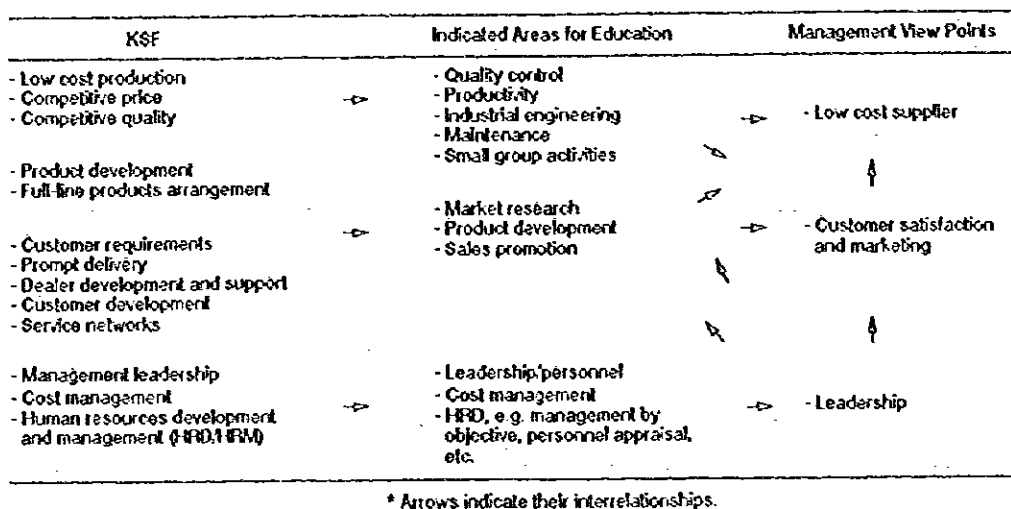 KSF Indicated Areas for Education Management View Points
- Low cost production
- Competitive price
- Competitive quality
- Product development
- Full-line products arrangement
- Customer requirements
- Prompt delivery
- Dealer development and support
- Customer development
- Service networks
- Management leadership
- Cost management
- Human resources development
and management (HRD/HRM)
- Quality control
- Productivity
- Industrial engineering
- Maintenance
- Small group activities
- Market research
- Product development
- Sales promotion
- Leadership/personnel
- Cost management
- HRD, e.g. management by
objective, personnel appraisal,
etc.
- Low cost supplier
- Customer satisfaction
and marketing
- Leadership
* Arrows indicate their interrelationships.